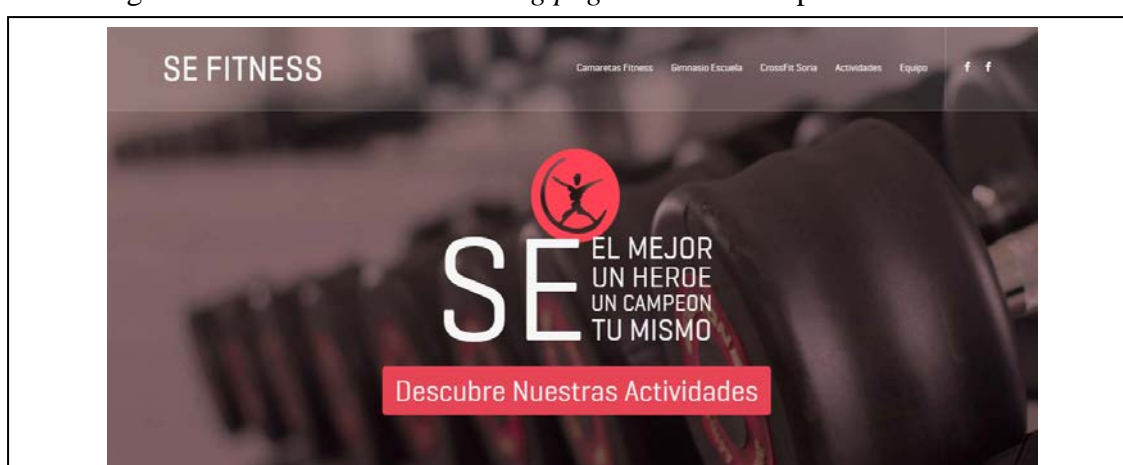 SE FITNESS
Camaretas Fitness Gimnasio Escuela CrossFit Soria Actividades Equipo f f
SE
EL MEJOR
UN HEROE
UN CAMPEON
TU MISMO
Descubre Nuestras Actividades